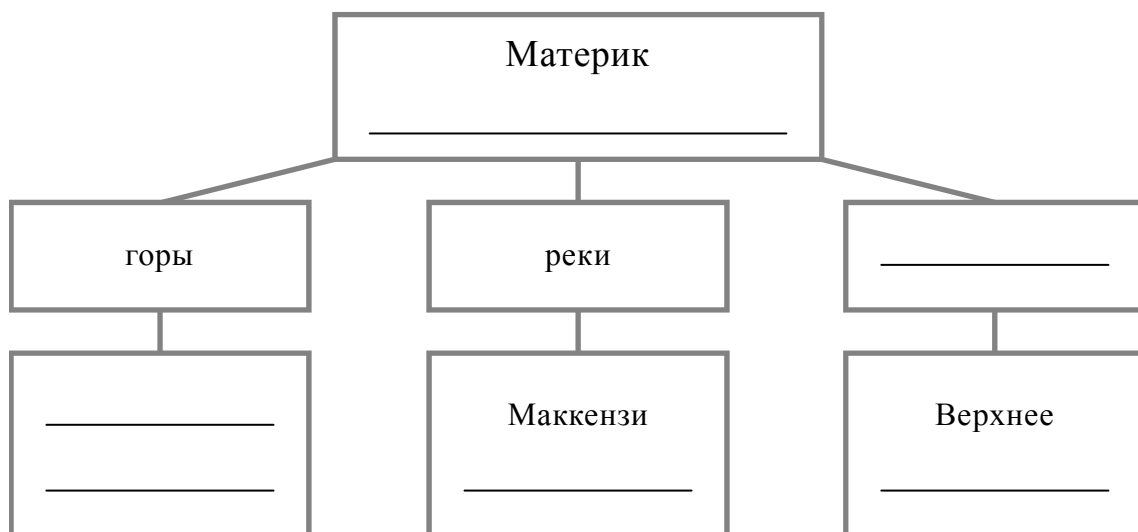 Материк
горы
реки
Маккензи
Верхнее